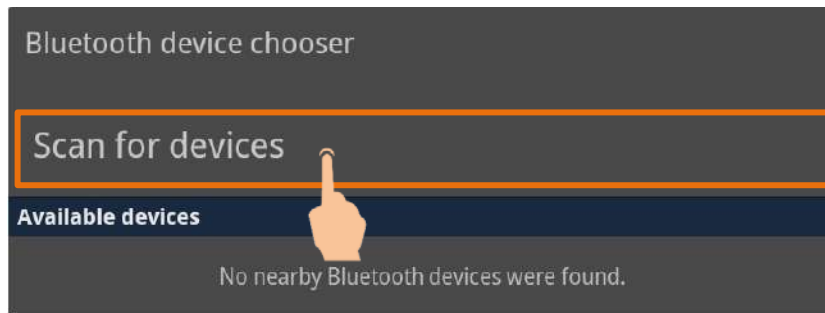 Bluetooth device chooser
Scan for devices
Available devices
No nearby Bluetooth devices were found.